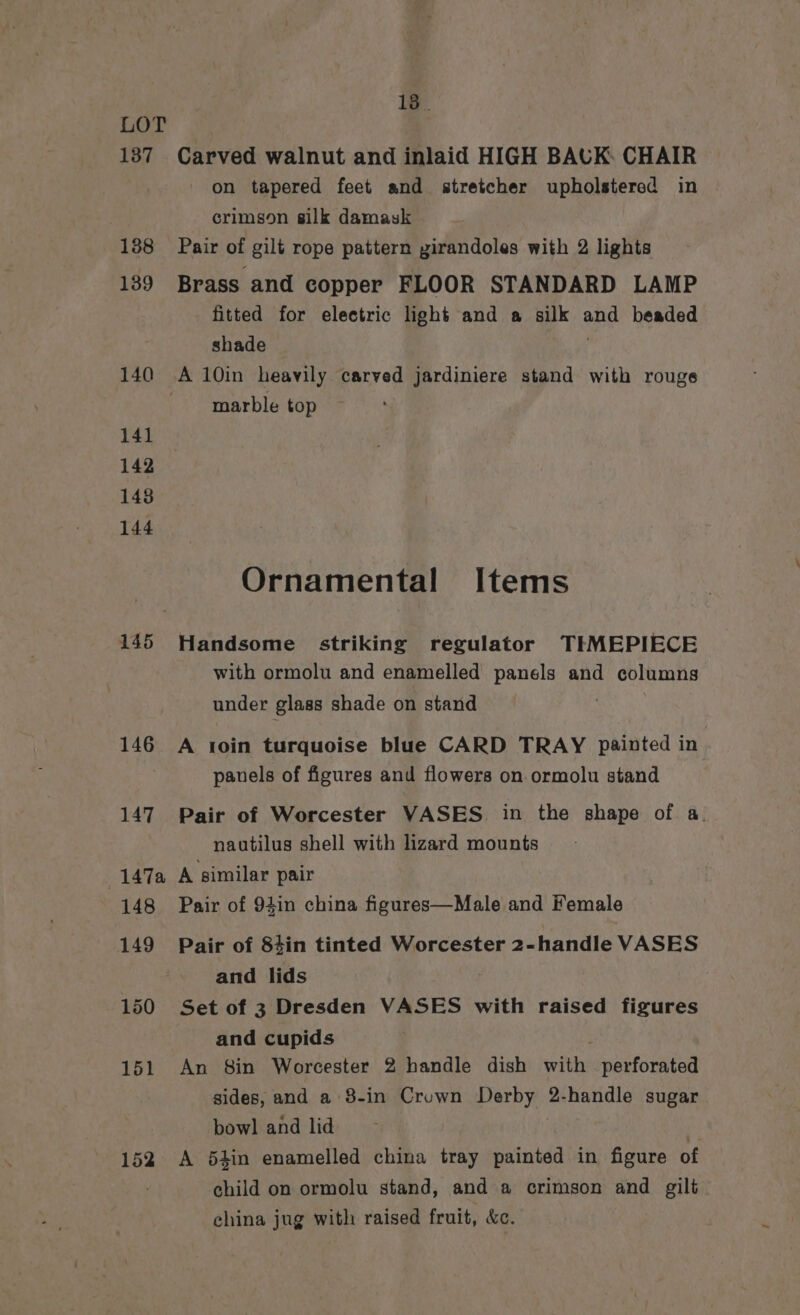 13
LOT
137 Carved walnut and inlaid HIGH BACK CHAIR
on tapered feet and stretcher upholstered in
crimson silk damask
138 Pair of gilt rope pattern girandoles with 2 lights
139 Brass and copper FLOOR STANDARD LAMP
fitted for electric light and a silk and beaded
shade
140 A 10in heavily carved jardiniere stand with rouge
marble top
141
142
143
144
Ornamental Items
145 Handsome striking regulator TIMEPIECE
with ormolu and enamelled panels and columns
under glass shade on stand
146 A 10in turquoise blue CARD TRAY painted in
panels of figures and flowers on ormolu stand
147 Pair of Worcester VASES in the shape of a
nautilus shell with lizard mounts
147a A similar pair
148 Pair of 9½in china figures—Male and Female
149 Pair of 8½in tinted Worcester 2-handle VASES
and lids
150 Set of 3 Dresden VASES with raised figures
and cupids
151 An 8in Worcester 2 handle dish with perforated
sides, and a 3-in Crown Derby 2-handle sugar
bowl and lid
152 A 5½in enamelled china tray painted in figure of
child on ormolu stand, and a crimson and gilt
china jug with raised fruit, &c.